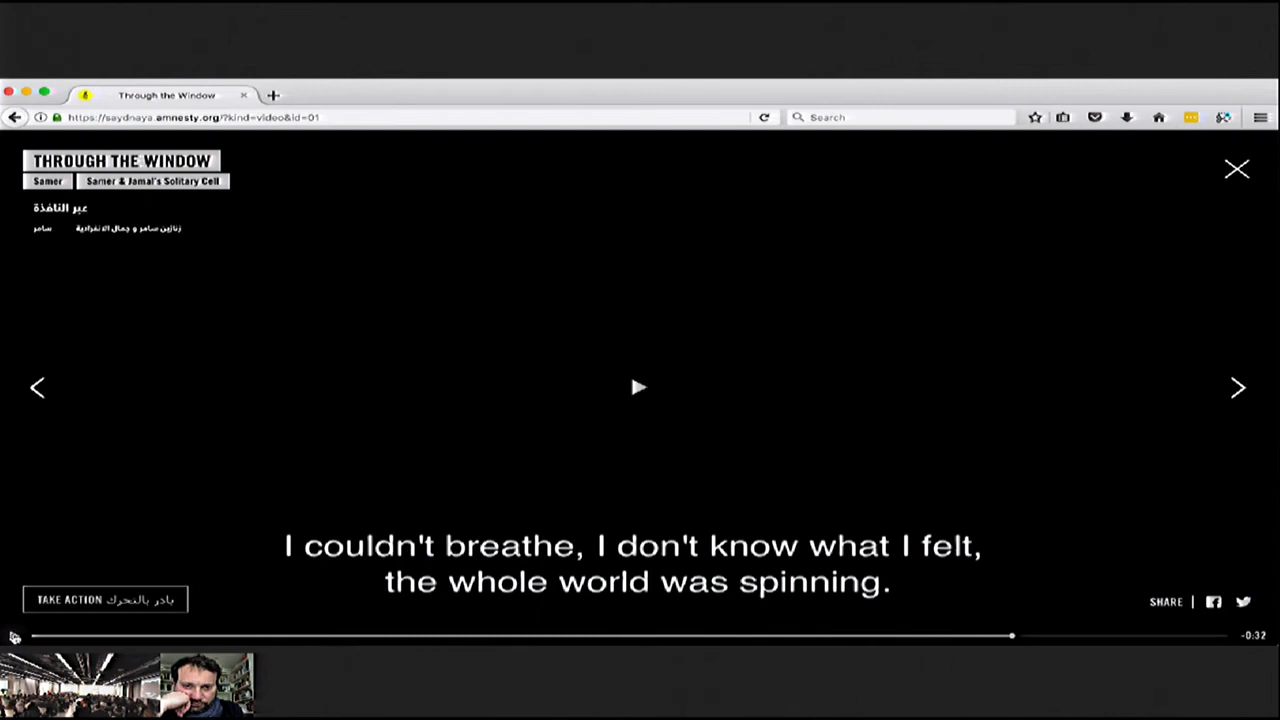 Through the Window
https://saydnaya.amnesty.org/?kind=video&id=01
Search
THROUGH THE WINDOW
Samer
Samer & Jamal's Solitary Cell
عبر النافذة
سامر
زنازين سامر و جمال الانفرادية
I couldn't breathe, I don't know what I felt,
the whole world was spinning.
TAKE ACTION بادر بالتحرك
SHARE
-0:32